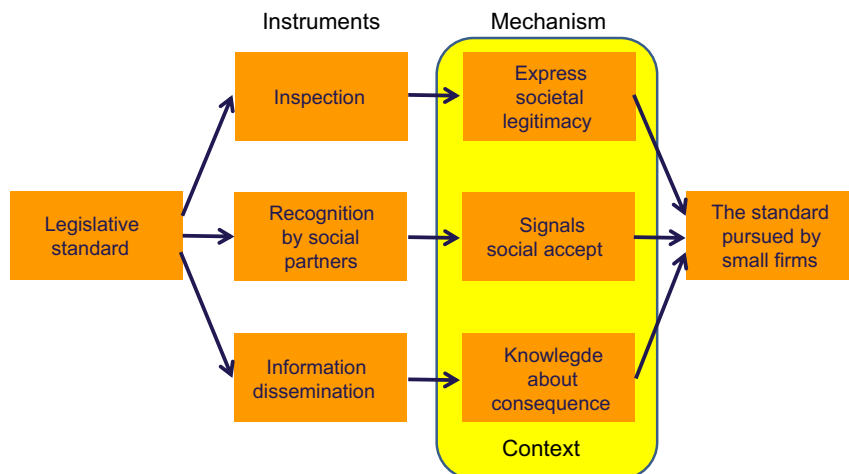 Instruments
Mechanism
Inspection
Express
societal
legitimacy
Legislative
standard
Recognition
by social
partners
Signals
social accept
The standard
pursued by
small firms
Information
dissemination
Knowlegde
about
consequence
Context